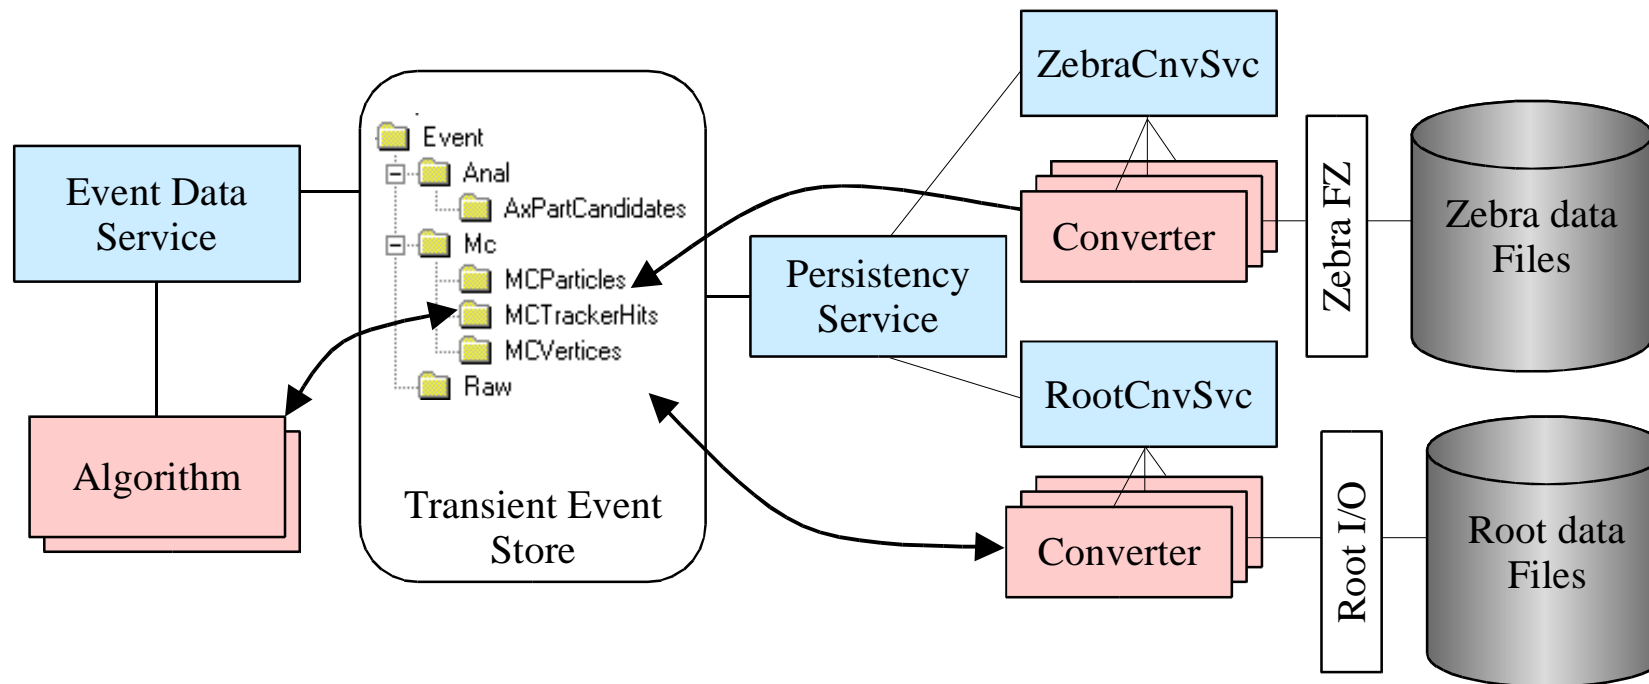 Event Data
Service
Algorithm
Event
Anal
AxPartCandidates
Mc
MCParticles
MCTrackerHits
MCVertices
Raw
Transient Event
Store
Persistency
Service
ZebraCnvSvc
Converter
Zebra FZ
Zebra data
Files
RootCnvSvc
Converter
Root I/O
Root data
Files